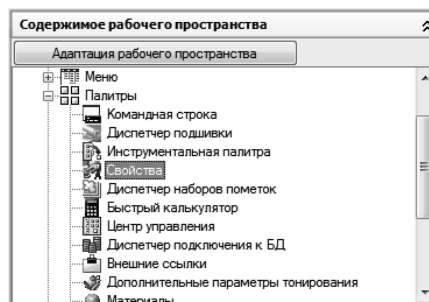 Содержимое рабочего пространства
Адаптация рабочего пространства
Меню
Палитры
Командная строка
Диспетчер подшивки
Инструментальная палитра
Свойства
Диспетчер наборов пометок
Быстрый калькулятор
Центр управления
Диспетчер подключения к БД
Внешние ссылки
Дополнительные параметры тонирования
Материалы